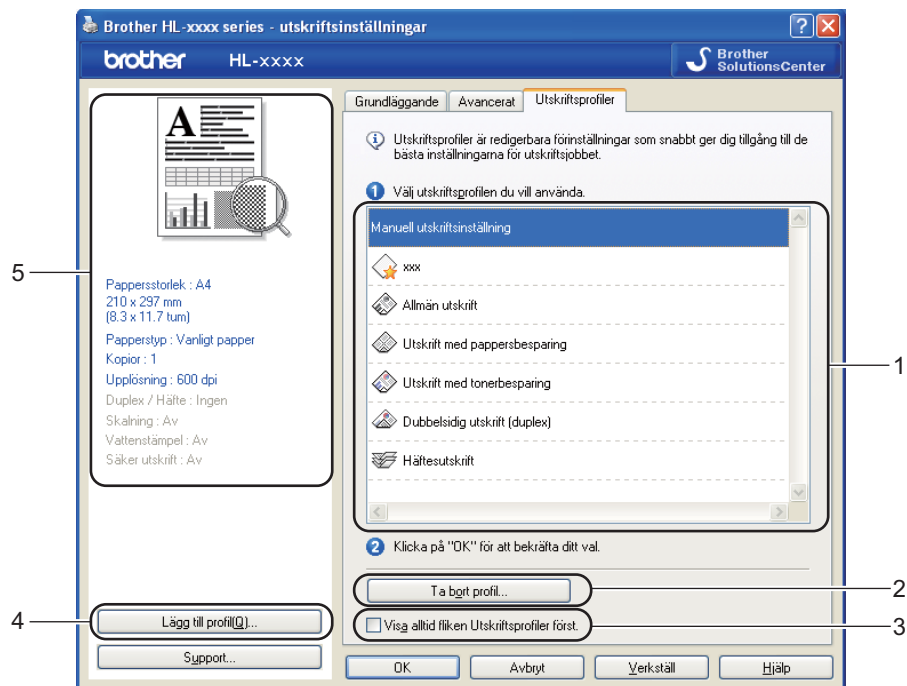 Brother HL-xxxx series - utskriftsinställningar
brother HL-xxxx
Brother
SolutionsCenter
Grundläggande Avancerat Utskriftsprofiler
Utskriftsprofiler är redigerbara förinställningar som snabbt ger dig tillgång till de
bästa inställningarna för utskriftsjobbet.
1 Välj utskriftsprofilen du vill använda.
Manuell utskriftsinställning
xxx
Allmän utskrift
Utskrift med pappersbesparing
Utskrift med tonerbesparing
Dubbelsidig utskrift (duplex)
Häftesutskrift
1
2 Klicka på "OK" för att bekräfta ditt val.
Ta bort profil...
2
Visa alltid fliken Utskriftsprofiler först.
3
A
5
Pappersstorlek : A4
210 x 297 mm
(8.3 x 11.7 tum)
Papperstyp : Vanligt papper
Kopior : 1
Upplösning : 600 dpi
Duplex / Häfte : Ingen
Skalning : Av
Vattenstämpel : Av
Säker utskrift : Av
4
Lägg till profil(Q)...
Support...
OK Avbryt Verkställ Hjälp